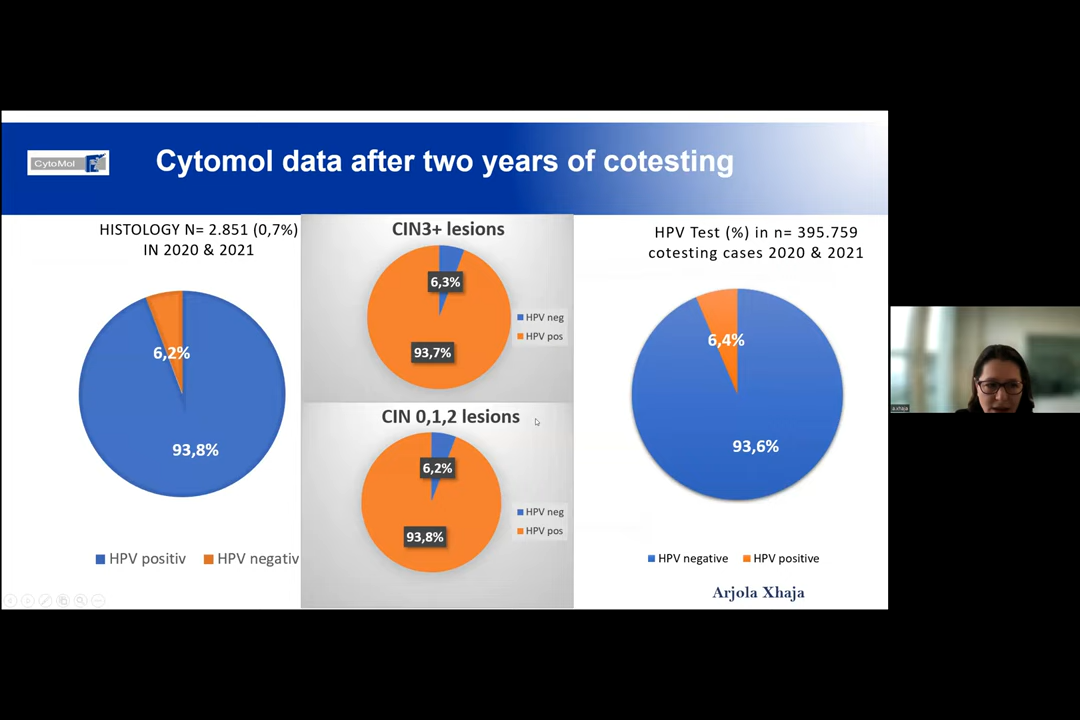 CytoMol
Cytomol data after two years of cotesting
HISTOLOGY N= 2.851 (0,7%)
IN 2020 & 2021
6,2%
93,8%
HPV positiv
HPV negativ
CIN3+ lesions
6,3%
93,7%
HPV neg
HPV pos
CIN 0,1,2 lesions
6,2%
93,8%
HPV neg
HPV pos
HPV Test (%) in n= 395.759
cotesting cases 2020 & 2021
6,4%
93,6%
HPV negative
HPV positive
Arjola Xhaja
a.xhaja